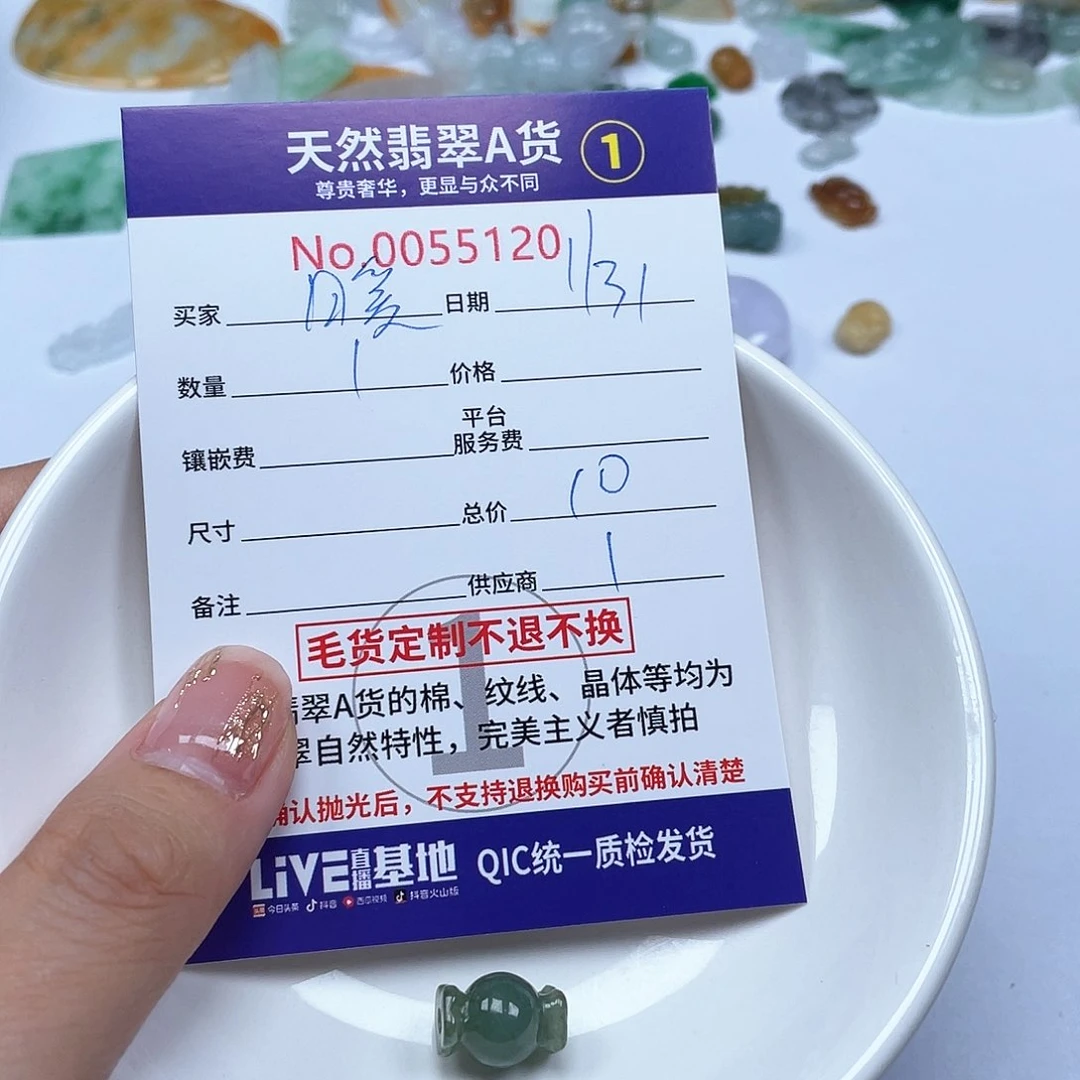 天然翡翠A货 1
尊贵奢华，更显与众不同
No.0055120
买家 日期 1/31
数量 1 价格
镶嵌费 平台服务费
尺寸 总价 10
备注 供应商 1
毛货定制不退不换
1
翠A货的棉、纹线、晶体等均为
翠自然特性，完美主义者慎拍
确认抛光后，不支持退换购买前确认清楚
LiVE直播基地 QIC统一质检发货
头条 今日头条 抖音 西瓜视频 抖音火山版